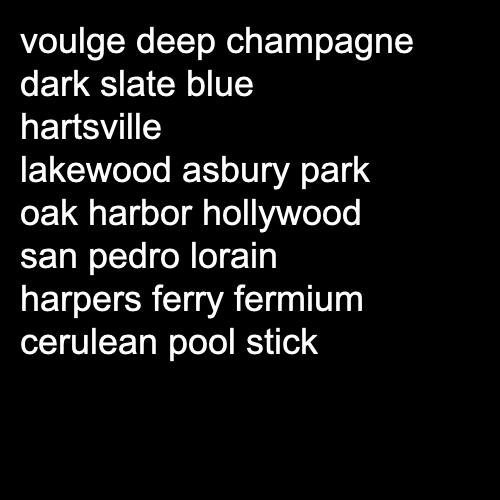 voulge deep champagne
dark slate blue
hartsville
lakewood asbury park
oak harbor hollywood
san pedro lorain
harpers ferry fermium
cerulean pool stick